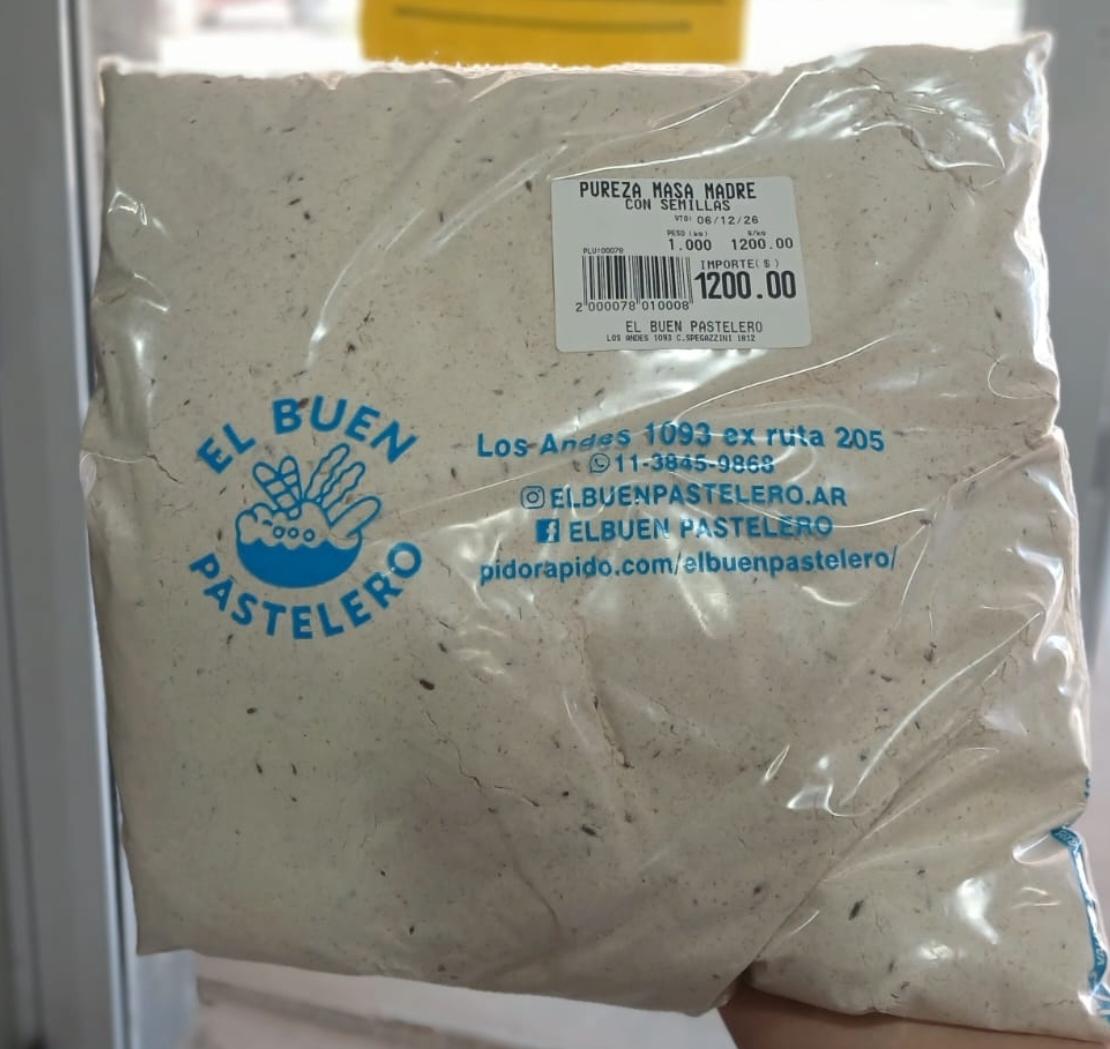 PUREZA MASA MADRE
CON SEMILLAS
VTO: 06/12/26
PESO (kg) $/kg
1.000 1200.00
PLU:00078
IMPORTE($)
1200.00
2 000078 010008
EL BUEN PASTELERO
LOS ANDES 1093 C.SPEGAZZINI 1812
EL BUEN
PASTELERO
Los Andes 1093 ex ruta 205
11-3845-9868
ELBUENPASTELERO.AR
ELBUEN PASTELERO
pidorapido.com/elbuenpastelero/